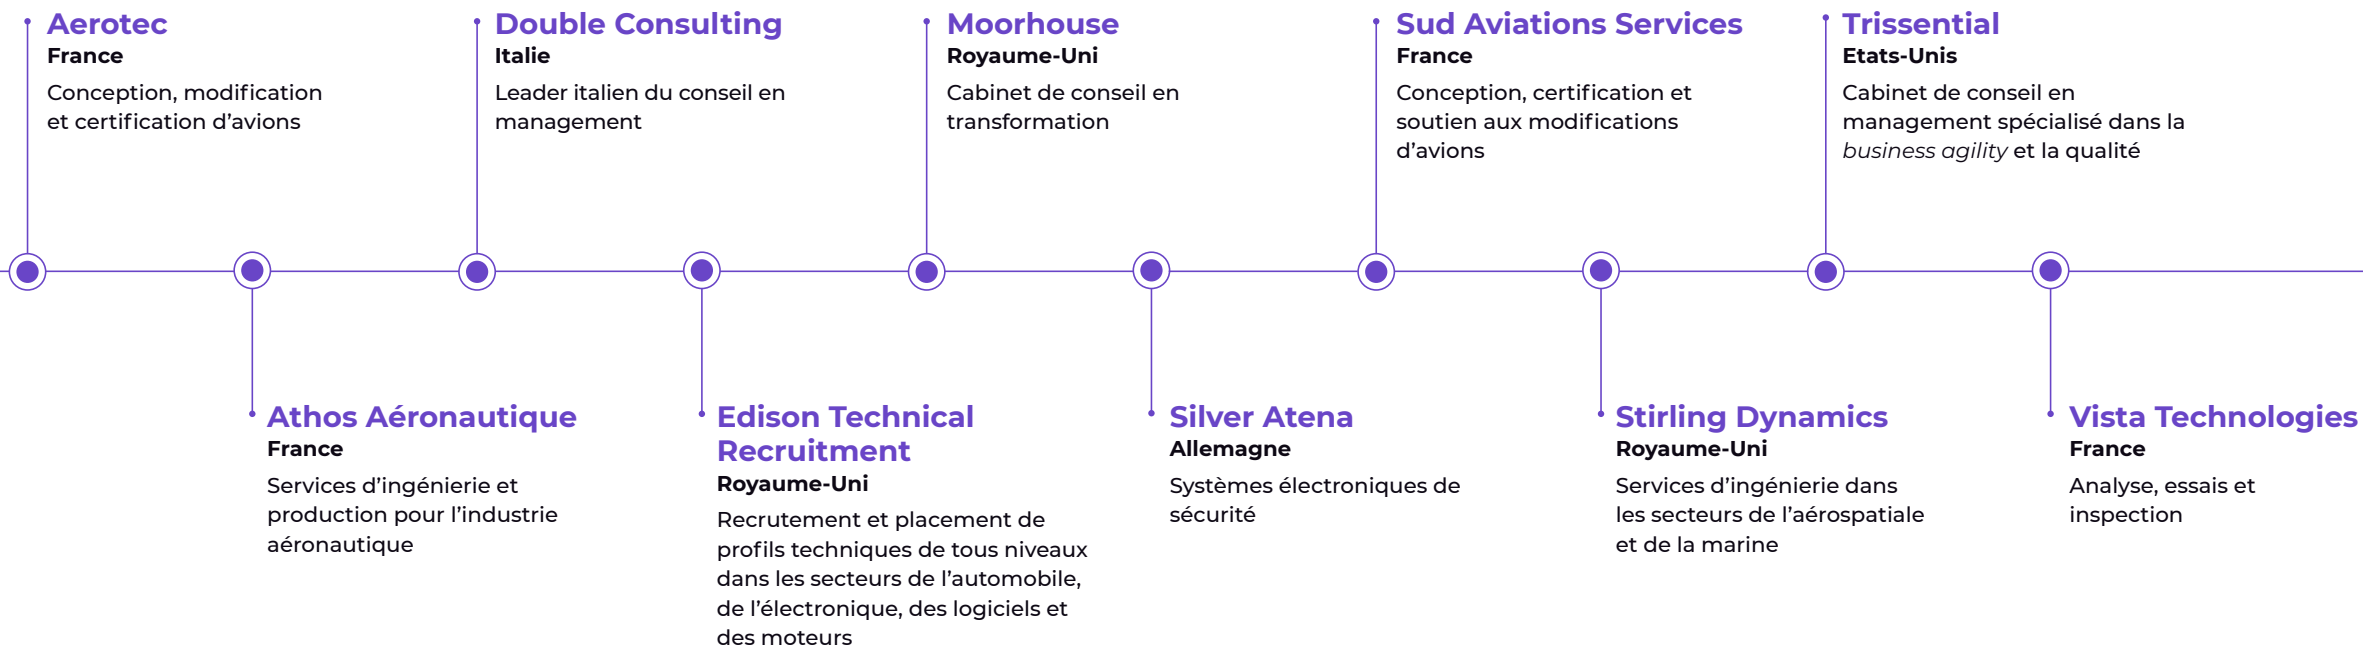 Aerotec
France
Conception, modification
et certification d’avions
Double Consulting
Italie
Leader italien du conseil en
management
Moorhouse
Royaume-Uni
Cabinet de conseil en
transformation
Sud Aviations Services
France
Conception, certification et
soutien aux modifications
d’avions
Trissential
Etats-Unis
Cabinet de conseil en
management spécialisé dans la
business agility et la qualité
Athos Aéronautique
France
Services d’ingénierie et
production pour l’industrie
aéronautique
Edison Technical
Recruitment
Royaume-Uni
Recrutement et placement de
profils techniques de tous niveaux
dans les secteurs de l’automobile,
de l’électronique, des logiciels et
des moteurs
Silver Atena
Allemagne
Systèmes électroniques de
sécurité
Stirling Dynamics
Royaume-Uni
Services d’ingénierie dans
les secteurs de l’aérospatiale
et de la marine
Vista Technologies
France
Analyse, essais et
inspection